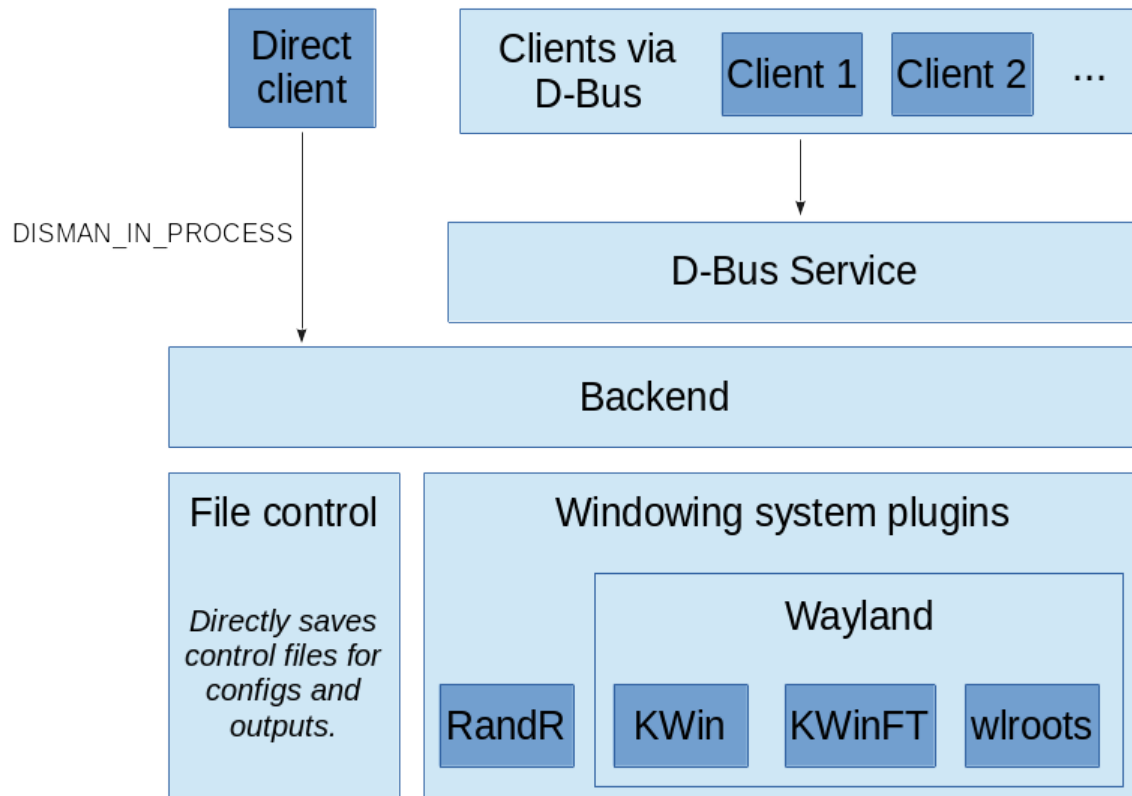 Direct
client
Clients via
D-Bus
Client 1
Client 2
...
DISMAN_IN_PROCESS
D-Bus Service
Backend
File control
Directly saves
control files for
configs and
outputs.
Windowing system plugins
Wayland
RandR
KWin
KWinFT
wlroots